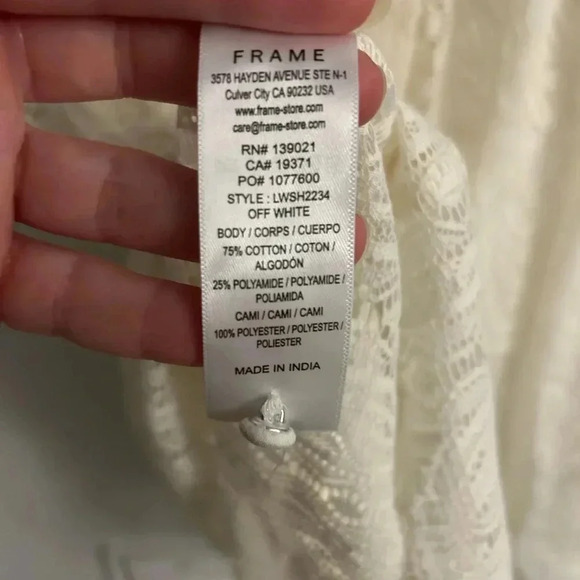 FRAME
3578 HAYDEN AVENUE STE N-1
Culver City CA 90232 USA
www.frame-store.com
care@frame-store.com
RN# 139021
CA# 19371
PO# 1077600
STYLE : LWSH2234
OFF WHITE
BODY / CORPS / CUERPO
75% COTTON / COTON /
ALGODÓN
25% POLYAMIDE / POLYAMIDE /
POLIAMIDA
CAMI / CAMI / CAMI
100% POLYESTER / POLYESTER /
POLIESTER
MADE IN INDIA